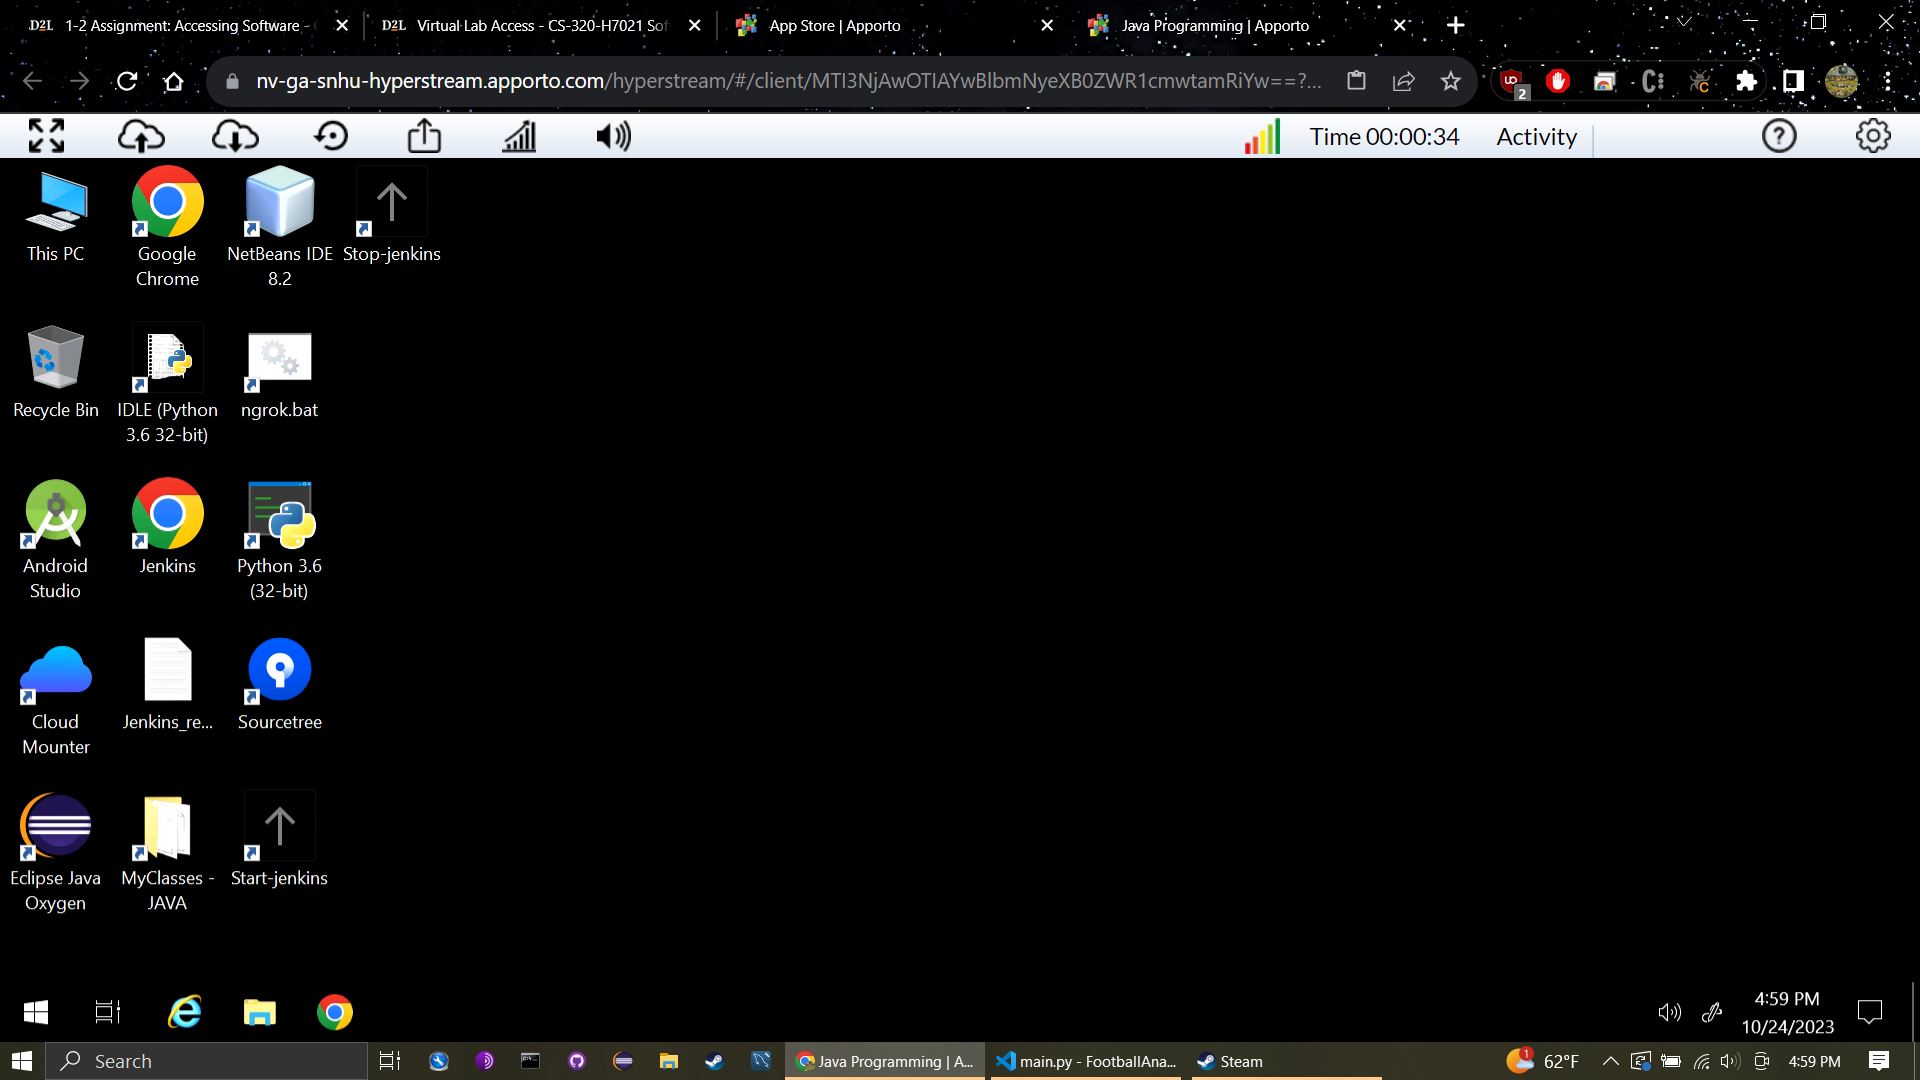 D2L 1-2 Assignment: Accessing Software -
D2L Virtual Lab Access - CS-320-H7021 Sof
App Store | Apporto
Java Programming | Apporto
nv-ga-snhu-hyperstream.apporto.com/hyperstream/#/client/MTI3NjAwOTIAYwBlbmNyeXB0ZWR1cmwtamRiYw==?...
2
Time 00:00:34 Activity
This PC
Google
Chrome
NetBeans IDE
8.2
Stop-jenkins
Recycle Bin
IDLE (Python
3.6 32-bit)
ngrok.bat
Android
Studio
Jenkins
Python 3.6
(32-bit)
Cloud
Mounter
Jenkins_re...
Sourcetree
Eclipse Java
Oxygen
MyClasses -
JAVA
Start-jenkins
4:59 PM
10/24/2023
Search
Java Programming | A...
main.py - FootballAna...
Steam
1
62°F
4:59 PM